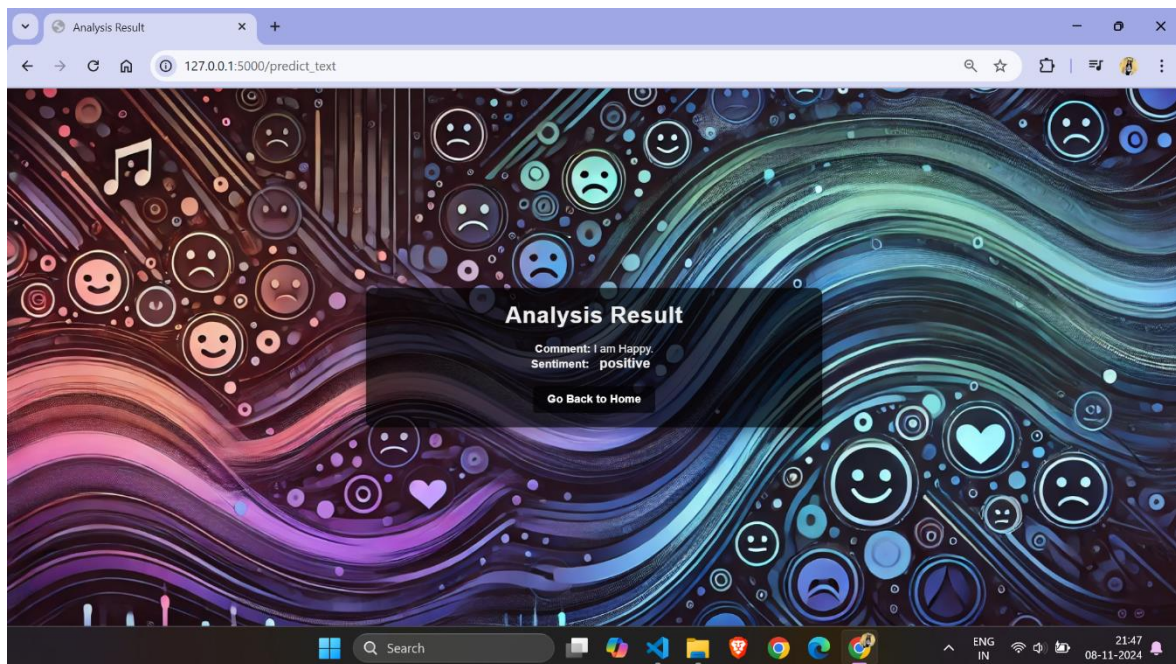 Analysis Result
127.0.0.1:5000/predict_text
Analysis Result
Comment: I am Happy.
Sentiment: positive
Go Back to Home
Search
ENG
IN
21:47
08-11-2024